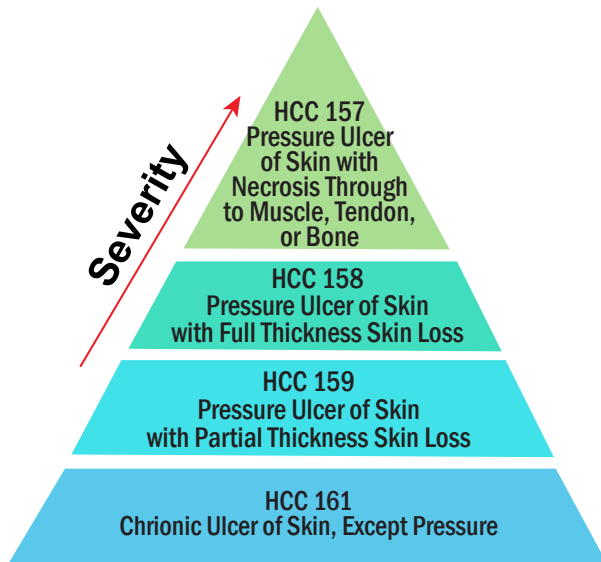 Severity
HCC 157
Pressure Ulcer
of Skin with
Necrosis Through
to Muscle, Tendon,
or Bone
HCC 158
Pressure Ulcer of Skin
with Full Thickness Skin Loss
HCC 159
Pressure Ulcer of Skin
with Partial Thickness Skin Loss
HCC 161
Chrionic Ulcer of Skin, Except Pressure